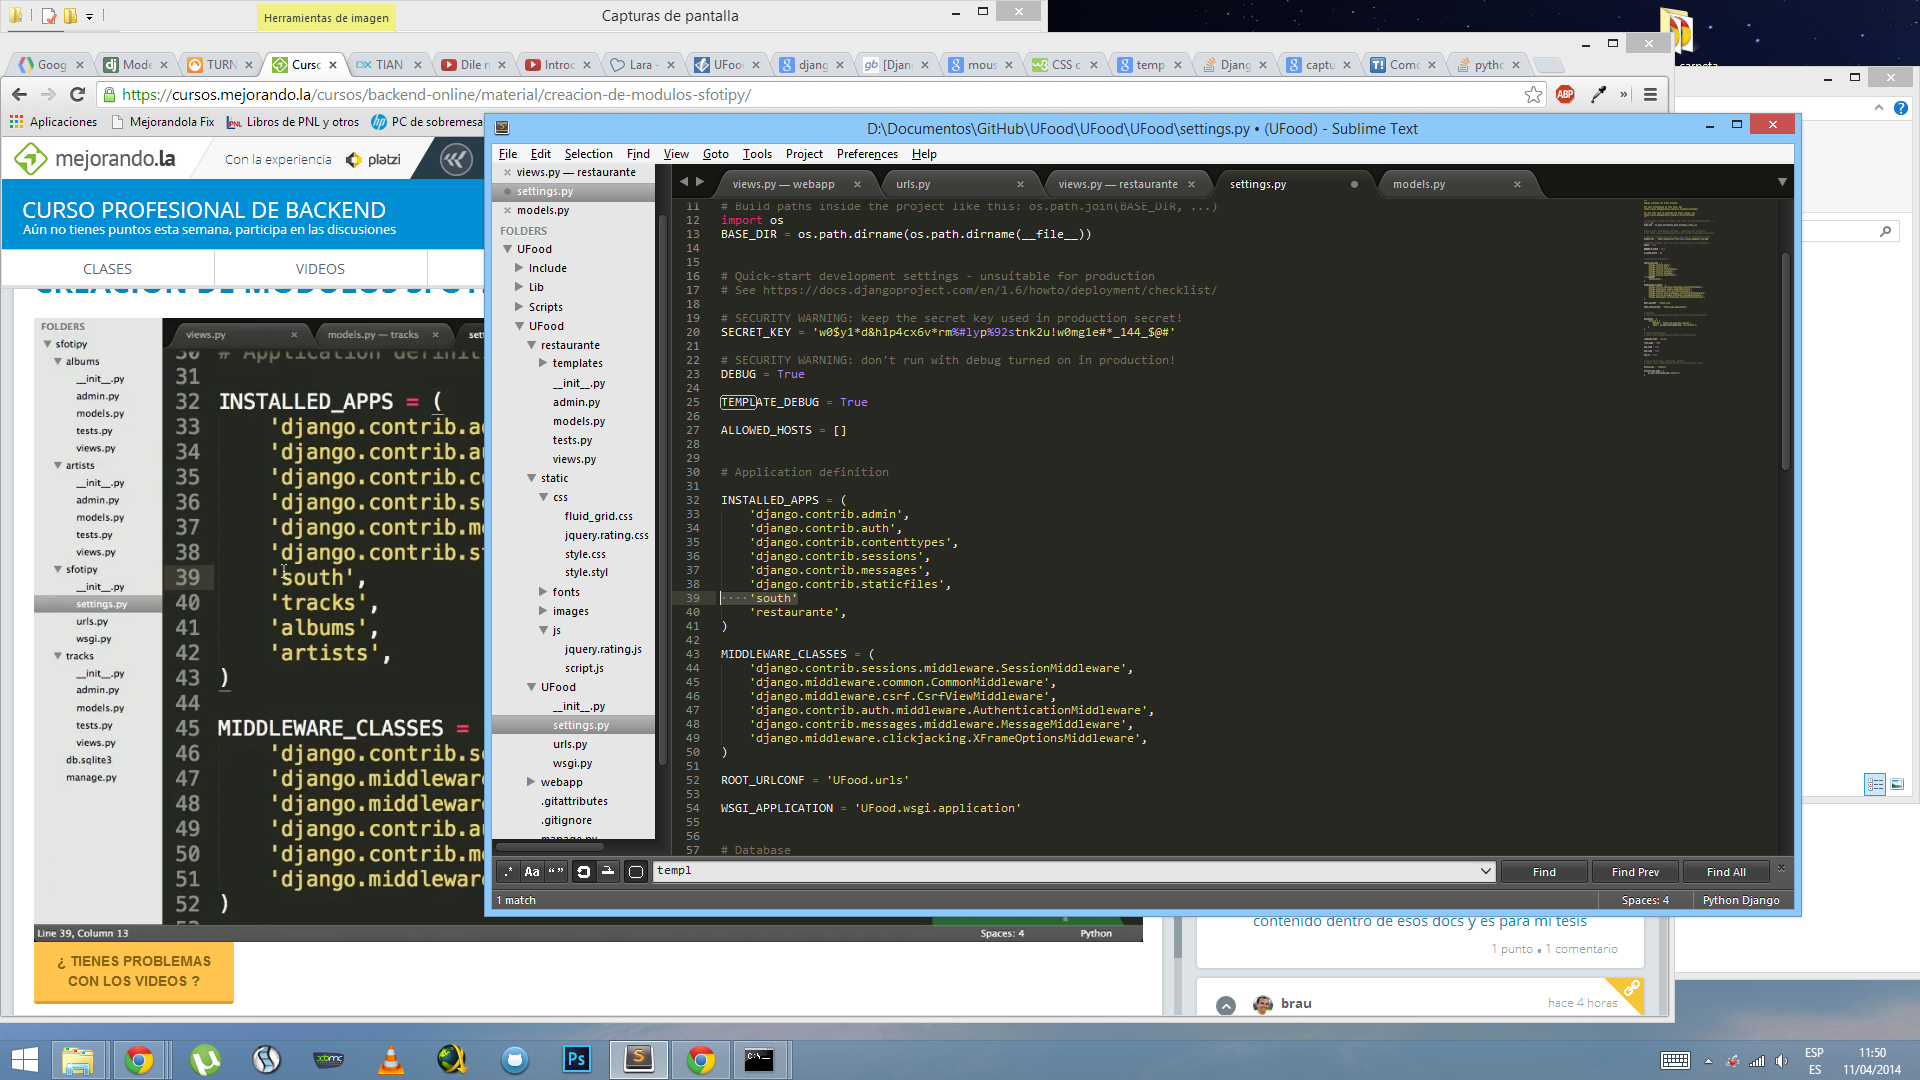 Herramientas de imagen
Capturas de pantalla
Goog
Mode
TURN
Curso
TIAN
Dile n
Introc
Lara -
UFoo
djang
[Djan
mous
CSS c
temp
Djang
captu
Com
pytho
https://cursos.mejorando.la/cursos/backend-online/material/creacion-de-modulos-sfotipy/
Aplicaciones
Mejorandola Fix
Libros de PNL y otros
PC de sobremesa
mejorando.la
Con la experiencia
platzi
CURSO PROFESIONAL DE BACKEND
Aún no tienes puntos esta semana, participa en las discusiones
CLASES
VIDEOS
FOLDERS
sfotipy
albums
__init__.py
admin.py
models.py
tests.py
views.py
artists
__init__.py
admin.py
models.py
tests.py
views.py
sfotipy
__init__.py
settings.py
urls.py
wsgi.py
tracks
__init__.py
admin.py
models.py
tests.py
views.py
db.sqlite3
manage.py
views.py
models.py — tracks
30 # Application definit
31
32 INSTALLED_APPS = (
33 'django.contrib.ad
34 'django.contrib.au
35 'django.contrib.co
36 'django.contrib.se
37 'django.contrib.me
38 'django.contrib.st
39 'south',
40 'tracks',
41 'albums',
42 'artists',
43 )
44
45 MIDDLEWARE_CLASSES =
46 'django.contrib.se
47 'django.middleware
48 'django.middleware
49 'django.contrib.au
50 'django.contrib.me
51 'django.middleware
52 )
Line 39, Column 13
Spaces: 4
Python
¿ TIENES PROBLEMAS
CON LOS VIDEOS ?
D:\Documentos\GitHub\UFood\UFood\UFood\settings.py • (UFood) - Sublime Text
File Edit Selection Find View Goto Tools Project Preferences Help
views.py — restaurante
settings.py
models.py
FOLDERS
UFood
Include
Lib
Scripts
UFood
restaurante
templates
__init__.py
admin.py
models.py
tests.py
views.py
static
css
fluid_grid.css
jquery.rating.css
style.css
style.styl
fonts
images
js
jquery.rating.js
script.js
UFood
__init__.py
settings.py
urls.py
wsgi.py
webapp
.gitattributes
.gitignore
manage.py
views.py — webapp
urls.py
views.py — restaurante
settings.py
models.py
11 # Build paths inside the project like this: os.path.join(BASE_DIR, ...)
12 import os
13 BASE_DIR = os.path.dirname(os.path.dirname(__file__))
14
15
16 # Quick-start development settings - unsuitable for production
17 # See https://docs.djangoproject.com/en/1.6/howto/deployment/checklist/
18
19 # SECURITY WARNING: keep the secret key used in production secret!
20 SECRET_KEY = 'w0$yl*d&h1p4cx6v*rm%#lyp%92stnk2u!w0mgle#*_144_$@#'
21
22 # SECURITY WARNING: don't run with debug turned on in production!
23 DEBUG = True
24
25 TEMPLATE_DEBUG = True
26
27 ALLOWED_HOSTS = []
28
29
30 # Application definition
31
32 INSTALLED_APPS = (
33 'django.contrib.admin',
34 'django.contrib.auth',
35 'django.contrib.contenttypes',
36 'django.contrib.sessions',
37 'django.contrib.messages',
38 'django.contrib.staticfiles',
39 'south'
40 'restaurante',
41 )
42
43 MIDDLEWARE_CLASSES = (
44 'django.contrib.sessions.middleware.SessionMiddleware',
45 'django.middleware.common.CommonMiddleware',
46 'django.middleware.csrf.CsrfViewMiddleware',
47 'django.contrib.auth.middleware.AuthenticationMiddleware',
48 'django.contrib.messages.middleware.MessageMiddleware',
49 'django.middleware.clickjacking.XFrameOptionsMiddleware',
50 )
51
52 ROOT_URLCONF = 'UFood.urls'
53
54 WSGI_APPLICATION = 'UFood.wsgi.application'
55
56
57 # Database
templ
Find
Find Prev
Find All
1 match
Spaces: 4
Python Django
contenido dentro de esos docs y es para mi tesis
1 punto • 1 comentario
brau
hace 4 horas
carpeta
xbmc
Ps
ESP
ES
11:50
11/04/2014